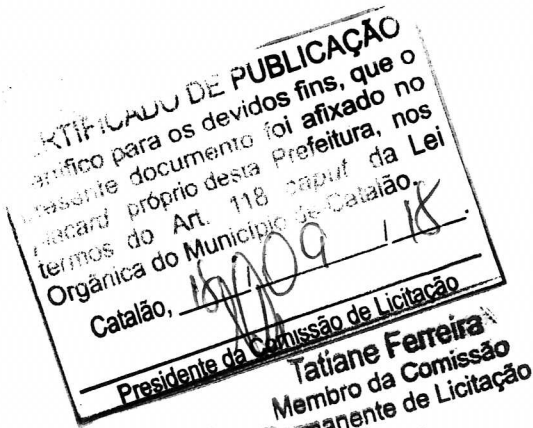 CERTIFICADO DE PUBLICAÇÃO
Certifico para os devidos fins, que o
presente documento foi afixado no
placard próprio desta Prefeitura, nos
termos do Art. 118 caput da Lei
Orgânica do Município de Catalão.
Catalão, / 09 / 18.
Presidente da Comissão de Licitação
Tatiane Ferreira
Membro da Comissão
Permanente de Licitação